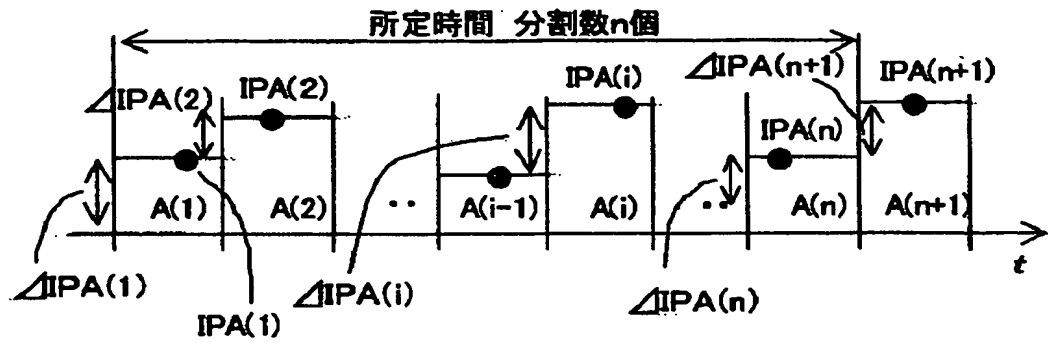 所定時間 分割数n個
⊿IPA(n+1)
IPA(n+1)
IPA(i)
IPA(2)
⊿IPA(2)
IPA(n)
A(1)
A(2)
‥
A(i-1)
A(i)
‥
A(n)
A(n+1)
t
⊿IPA(1)
IPA(1)
⊿IPA(i)
⊿IPA(n)